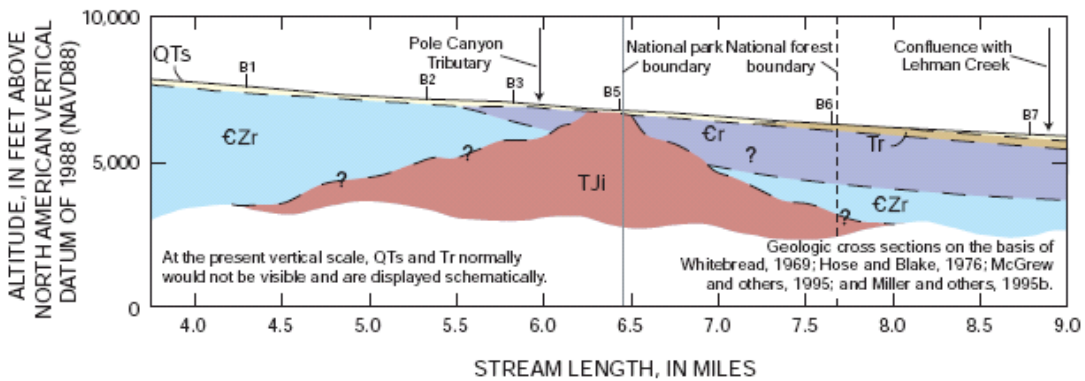 ALTITUDE, IN FEET ABOVE
NORTH AMERICAN VERTICAL
DATUM OF 1988 (NAVD88)
10,000
5,000
0
QTs
B1
B2
Pole Canyon
Tributary
B3
B5
National park
boundary
National forest
boundary
B6
Confluence with
Lehman Creek
B7
€Zr
€r
Tr
?
?
?
TJi
€Zr
?
At the present vertical scale, QTs and Tr normally
would not be visible and are displayed schematically.
Geologic cross sections on the basis of
Whitebread, 1969; Hose and Blake, 1976; McGrew
and others, 1995; and Miller and others, 1995b.
4.0 4.5 5.0 5.5 6.0 6.5 7.0 7.5 8.0 8.5 9.0
STREAM LENGTH, IN MILES